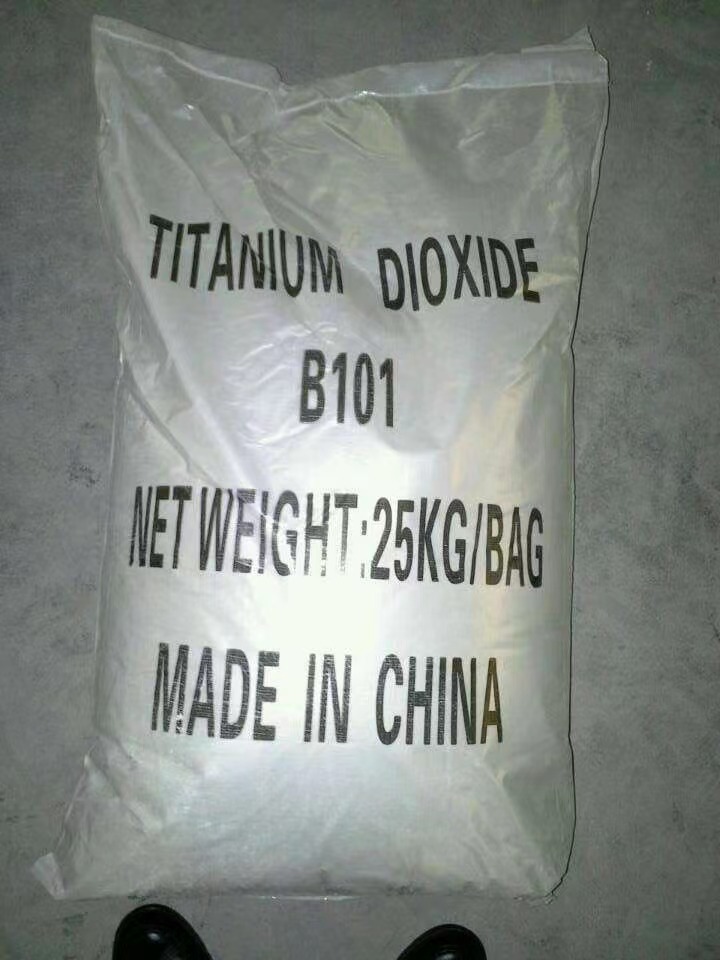 TITANIUM DIOXIDE
B101
NET WEIGHT:25KG/BAG
MADE IN CHINA